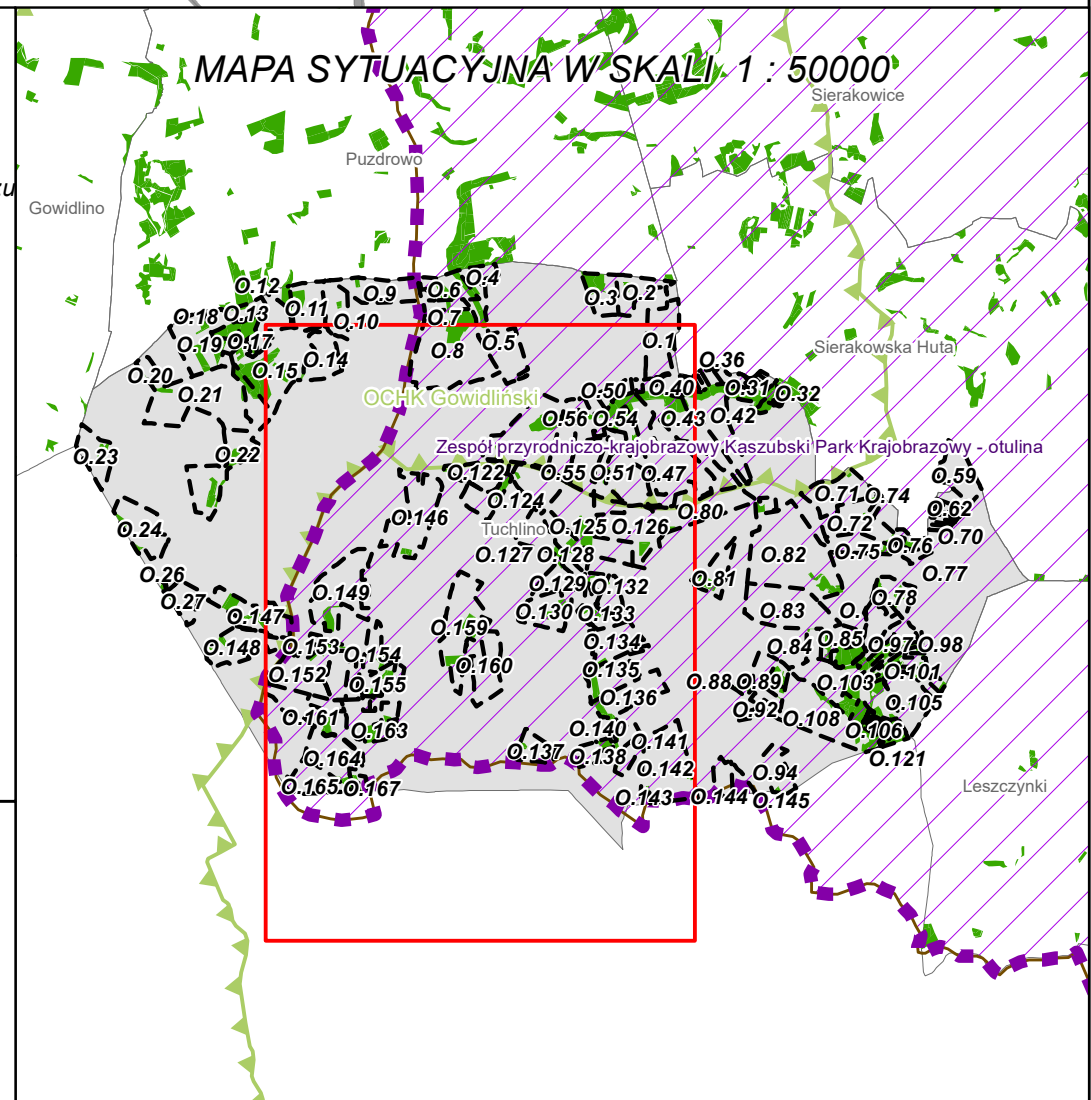 MAPA SYTUACYJNA W SKALI 1 : 50000
Sierakowice
Puzdrowo
Gowidlino
O.4
O.12
O.6
O.9
O.3
O.2
O.11
O.18
O.13
O.7
O.10
O.1
O.17
O.19
O.5
O.8
Sierakowska Huta
O.14
O.36
O.15
O.20
O.50
O.40
O.31
O.32
O.21
OCHK Gowidliński
O.56
O.54
O.43
O.42
Zespół przyrodniczo-krajobrazowy Kaszubski Park Krajobrazowy - otulina
O.23
O.22
O.122
O.55
O.51
O.47
O.59
O.71
O.74
O.124
O.62
O.80
O.146
O.24
Tuchlino
O.125
O.126
O.72
O.70
O.76
O.127
O.128
O.82
O.75
O.26
O.81
O.77
O.129
O.132
O.149
O.78
O.27
O.130
O.133
O.83
O.147
O.159
O.85
O.148
O.153
O.134
O.84
O.97
O.98
O.154
O.160
O.135
O.101
O.152
O.155
O.88
O.89
O.103
O.136
O.105
O.161
O.92
O.108
O.163
O.140
O.106
O.141
O.137
O.138
O.164
O.121
O.142
O.94
O.165
O.167
O.143
O.144
O.145
Leszczynki